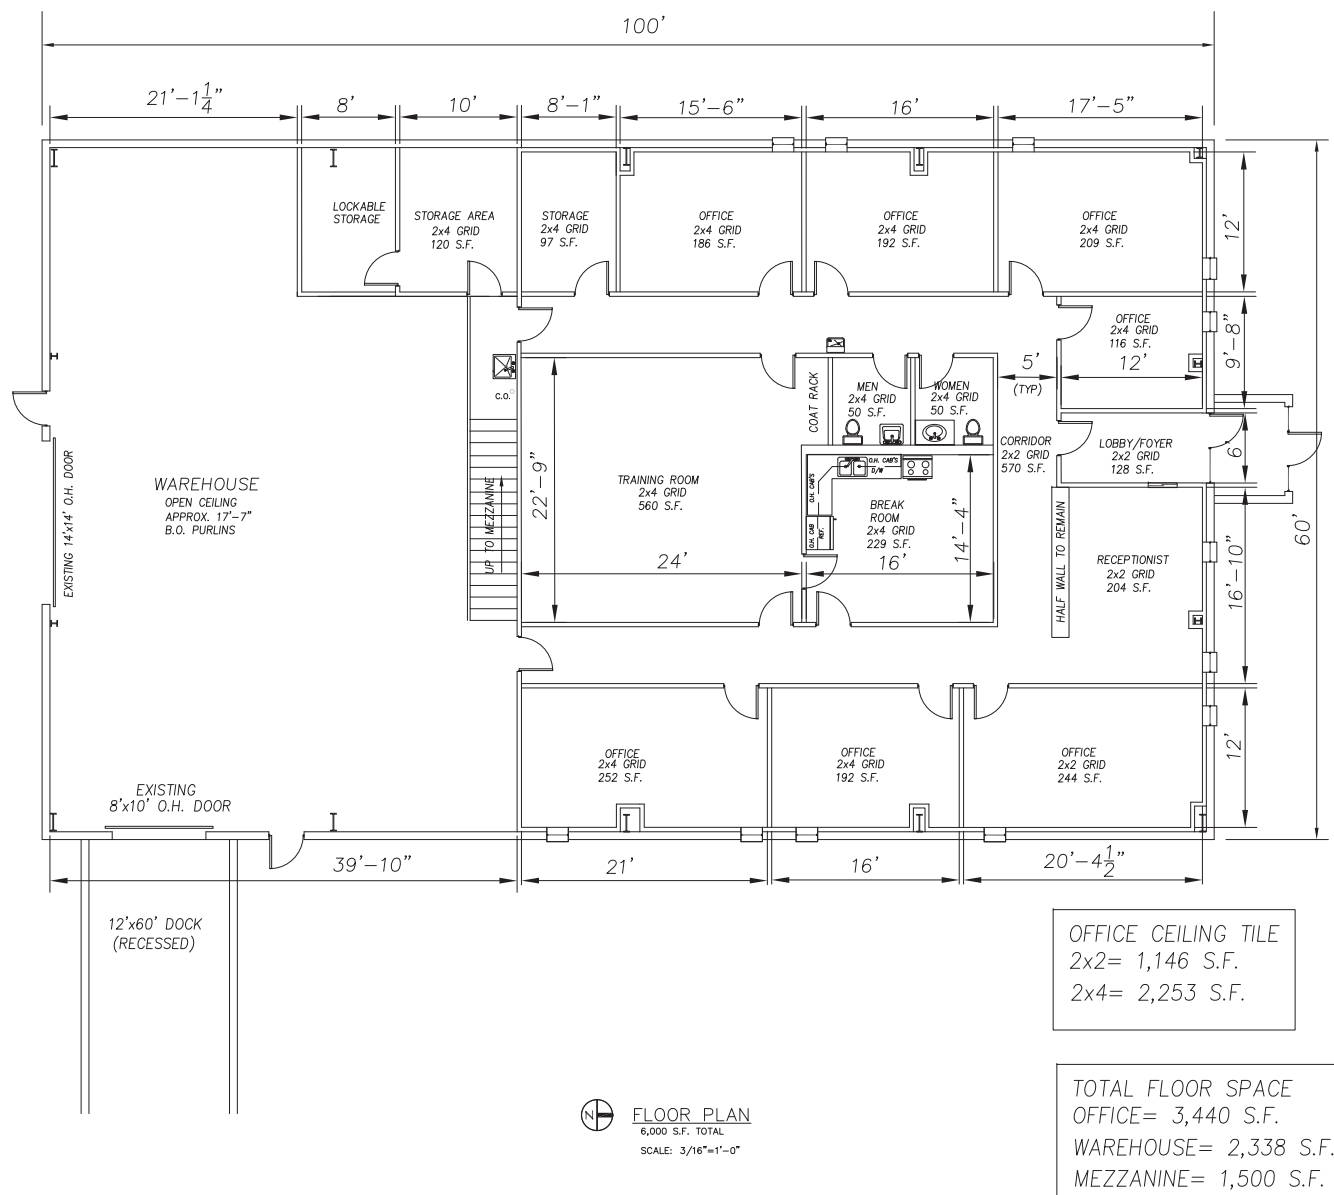 100'
21'-1 1/4"
8'
10'
8'-1"
15'-6"
16'
17'-5"
LOCKABLE
STORAGE
STORAGE AREA
2x4 GRID
120 S.F.
STORAGE
2x4 GRID
97 S.F.
OFFICE
2x4 GRID
186 S.F.
OFFICE
2x4 GRID
192 S.F.
OFFICE
2x4 GRID
209 S.F.
12'
OFFICE
2x4 GRID
116 S.F.
12'
9'-8"
5'
(TYP)
C.O.
COAT RACK
MEN
2x4 GRID
50 S.F.
WOMEN
2x4 GRID
50 S.F.
CORRIDOR
2x2 GRID
570 S.F.
LOBBY/FOYER
2x2 GRID
128 S.F.
6'
60'
EXISTING 14'x14' O.H. DOOR
WAREHOUSE
OPEN CEILING
APPROX. 17'-7"
B.O. PURLINS
UP TO MEZZANINE
22'-9"
TRAINING ROOM
2x4 GRID
560 S.F.
24'
O.H. CAB'S
D/W
O.H. CAB'S
O.H. CAB
REF.
BREAK
ROOM
2x4 GRID
229 S.F.
14'-4"
16'
HALF WALL TO REMAIN
RECEPTIONIST
2x2 GRID
204 S.F.
16'-10"
OFFICE
2x4 GRID
252 S.F.
OFFICE
2x4 GRID
192 S.F.
OFFICE
2x2 GRID
244 S.F.
12'
EXISTING
8'x10' O.H. DOOR
39'-10"
21'
16'
20'-4 1/2"
12'x60' DOCK
(RECESSED)
OFFICE CEILING TILE
2x2= 1,146 S.F.
2x4= 2,253 S.F.
N
FLOOR PLAN
6,000 S.F. TOTAL
SCALE: 3/16"=1'-0"
TOTAL FLOOR SPACE
OFFICE= 3,440 S.F.
WAREHOUSE= 2,338 S.F.
MEZZANINE= 1,500 S.F.